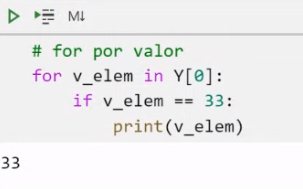 M↓
# for por valor
for v_elem in Y[0]:
    if v_elem == 33:
        print(v_elem)
33